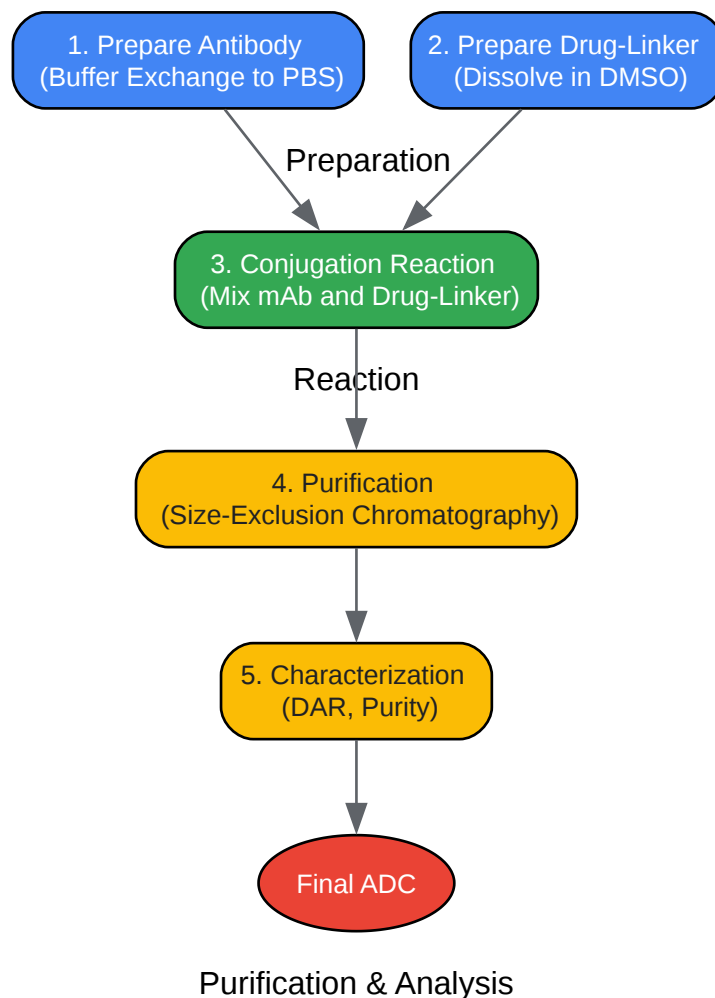 1. Prepare Antibody
(Buffer Exchange to PBS)
2. Prepare Drug-Linker
(Dissolve in DMSO)
Preparation
3. Conjugation Reaction
(Mix mAb and Drug-Linker)
Reaction
4. Purification
(Size-Exclusion Chromatography)
5. Characterization
(DAR, Purity)
Final ADC
Purification & Analysis